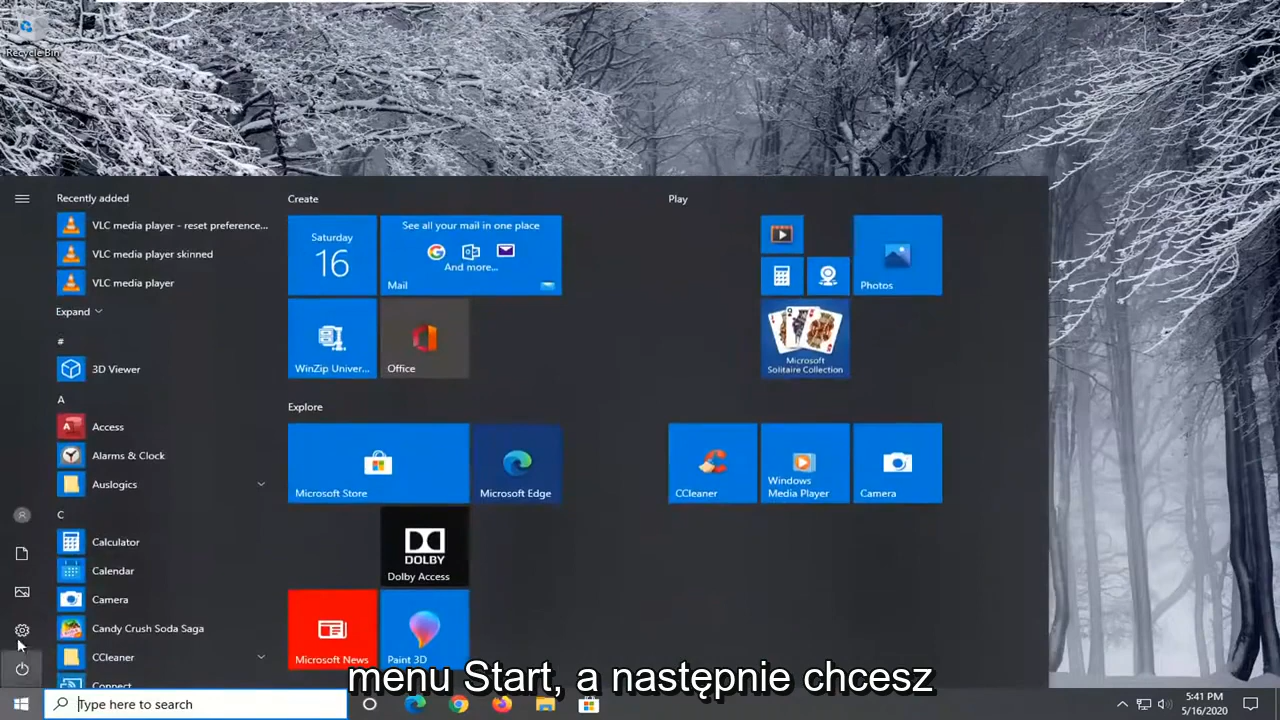 Recycle Bin
Recently added
VLC media player - reset preference...
VLC media player skinned
VLC media player
Expand
#
3D Viewer
A
Access
Alarms & Clock
Auslogics
C
Calculator
Calendar
Camera
Candy Crush Soda Saga
CCleaner
Connect
Create
Saturday
16
See all your mail in one place
And more...
Mail
WinZip Univer...
Office
Explore
Microsoft Store
Microsoft Edge
DOLBY
Dolby Access
Microsoft News
Paint 3D
Play
Photos
Microsoft
Solitaire Collection
CCleaner
Windows
Media Player
Camera
menu Start, a następnie chcesz
Type here to search
5:41 PM
5/16/2020